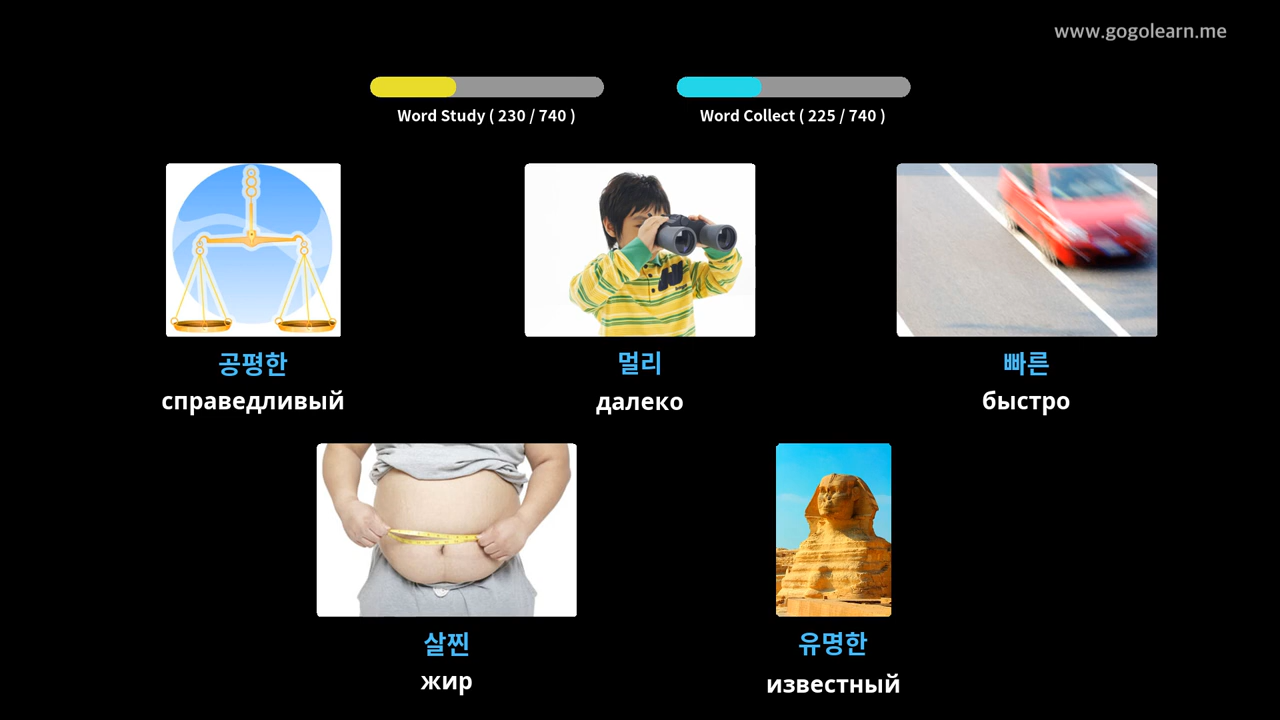 www.gogolearn.me
Word Study ( 230 / 740 )
Word Collect ( 225 / 740 )
공평한
справедливый
멀리
далеко
빠른
быстро
살찐
жир
유명한
известный